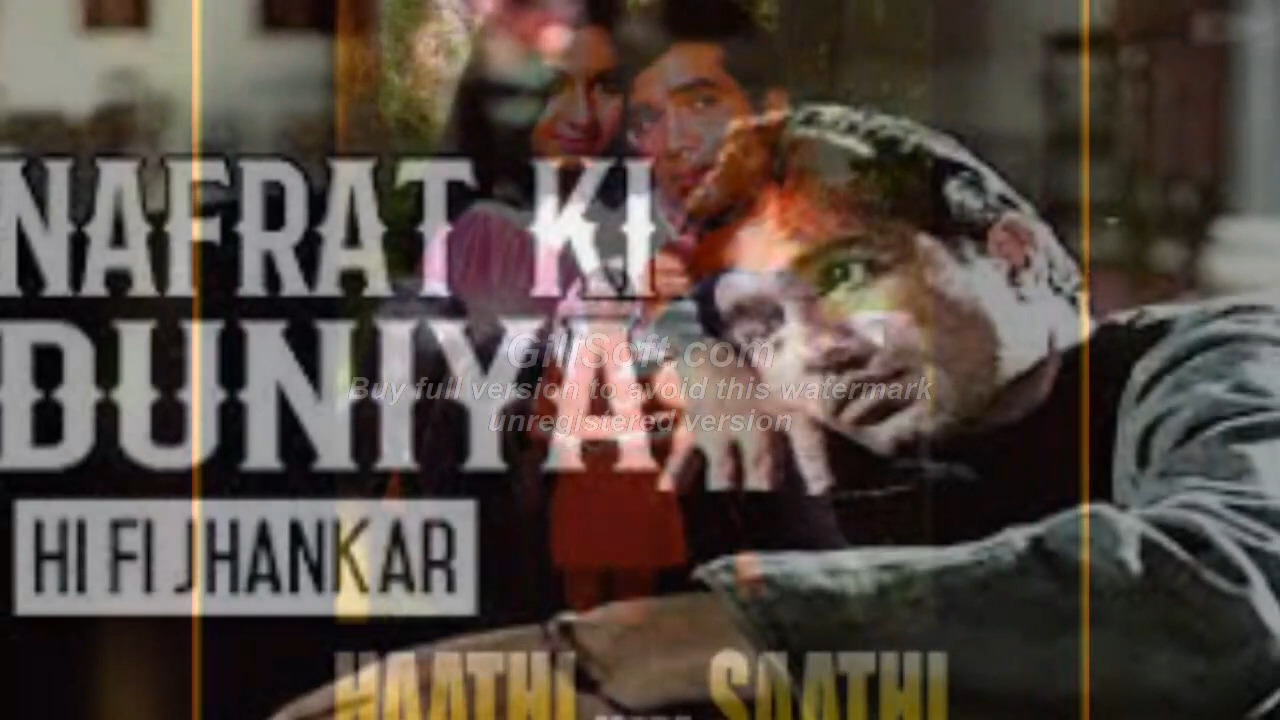 NAFRAT KI
DUNIYA
GiliSoft.com
Buy full version to avoid this watermark
unregistered version
HI FI JHANKAR
HAATHI SAATHI